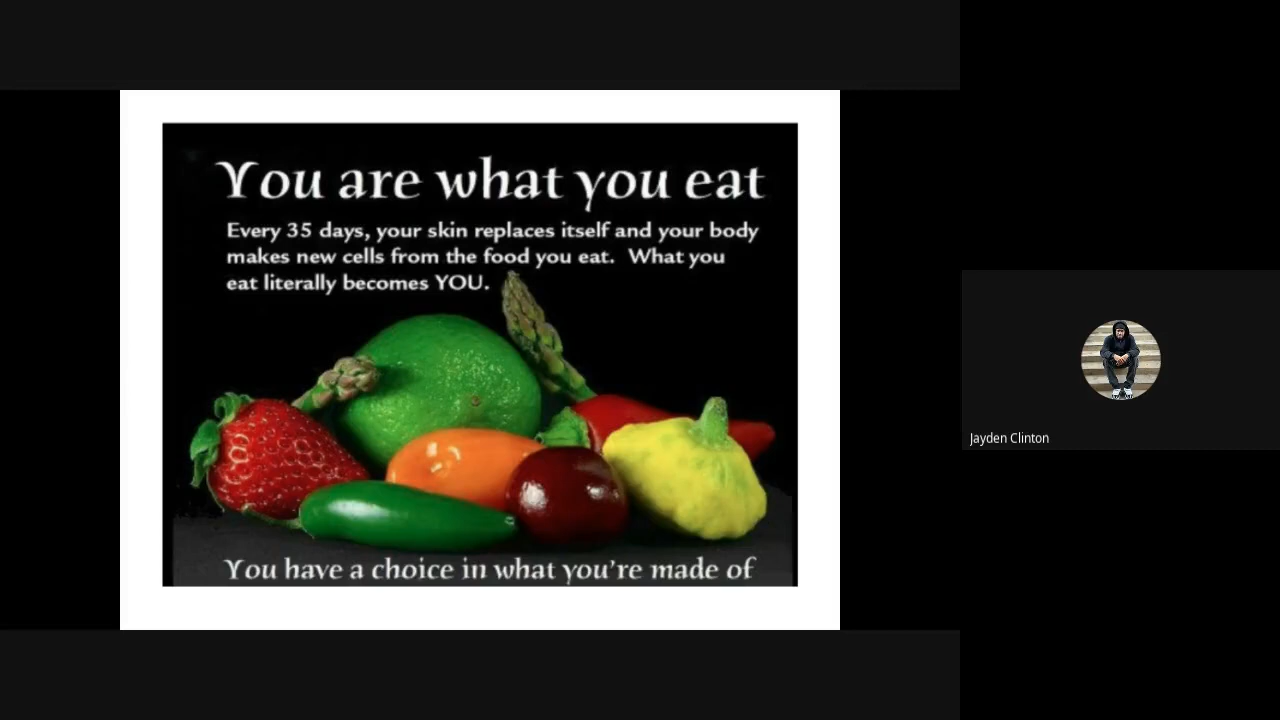 You are what you eat
Every 35 days, your skin replaces itself and your body
makes new cells from the food you eat. What you
eat literally becomes YOU.
You have a choice in what you're made of
Jayden Clinton